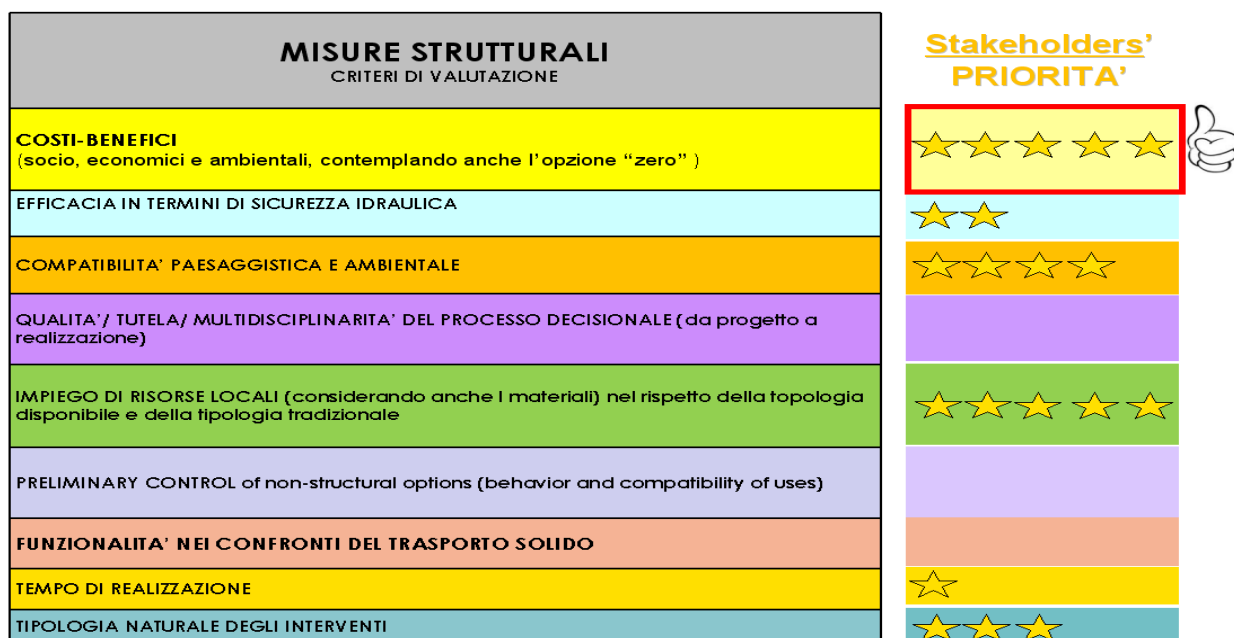 MISURE STRUTTURALI
CRITERI DI VALUTAZIONE
Stakeholders'
PRIORITA'
COSTI-BENEFICI
(socio, economici e ambientali, contemplando anche l'opzione "zero" )
EFFICACIA IN TERMINI DI SICUREZZA IDRAULICA
COMPATIBILITA' PAESAGGISTICA E AMBIENTALE
QUALITA'/ TUTELA/ MULTIDISCIPLINARITA' DEL PROCESSO DECISIONALE (da progetto a
realizzazione)
IMPIEGO DI RISORSE LOCALI (considerando anche I materiali) nel rispetto della topologia
disponibile e della tipologia tradizionale
PRELIMINARY CONTROL of non-structural options (behavior and compatibility of uses)
FUNZIONALITA' NEI CONFRONTI DEL TRASPORTO SOLIDO
TEMPO DI REALIZZAZIONE
TIPOLOGIA NATURALE DEGLI INTERVENTI